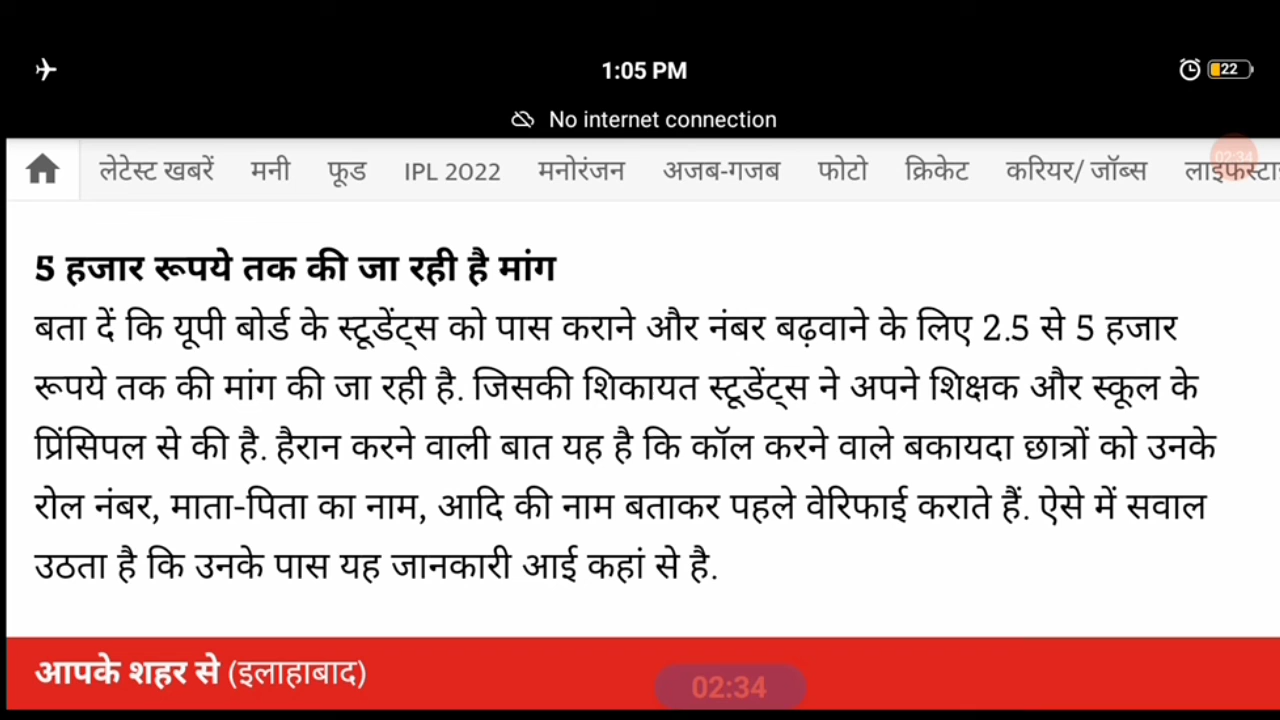 1:05 PM
22
No internet connection
02:34
लेटेस्ट खबरें मनी फूड IPL 2022 मनोरंजन अजब-गजब फोटो क्रिकेट करियर/ जॉब्स
5 हजार रूपये तक की जा रही है मांग
बता दें कि यूपी बोर्ड के स्टूडेंट्स को पास कराने और नंबर बढ़वाने के लिए 2.5 से 5 हजार
रूपये तक की मांग की जा रही है. जिसकी शिकायत स्टूडेंट्स ने अपने शिक्षक और स्कूल के
प्रिंसिपल से की है. हैरान करने वाली बात यह है कि कॉल करने वाले बकायदा छात्रों को उनके
रोल नंबर, माता-पिता का नाम, आदि की नाम बताकर पहले वेरिफाई कराते हैं. ऐसे में सवाल
उठता है कि उनके पास यह जानकारी आई कहां से है.
आपके शहर से (इलाहाबाद)
02:34